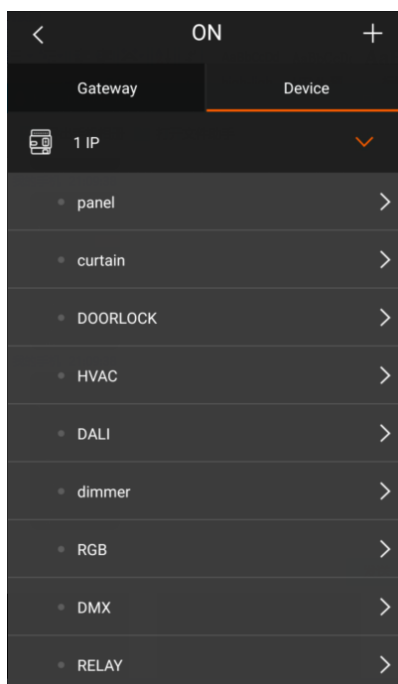 ON
Gateway Device
1 IP
panel
curtain
DOORLOCK
HVAC
DALI
dimmer
RGB
DMX
RELAY